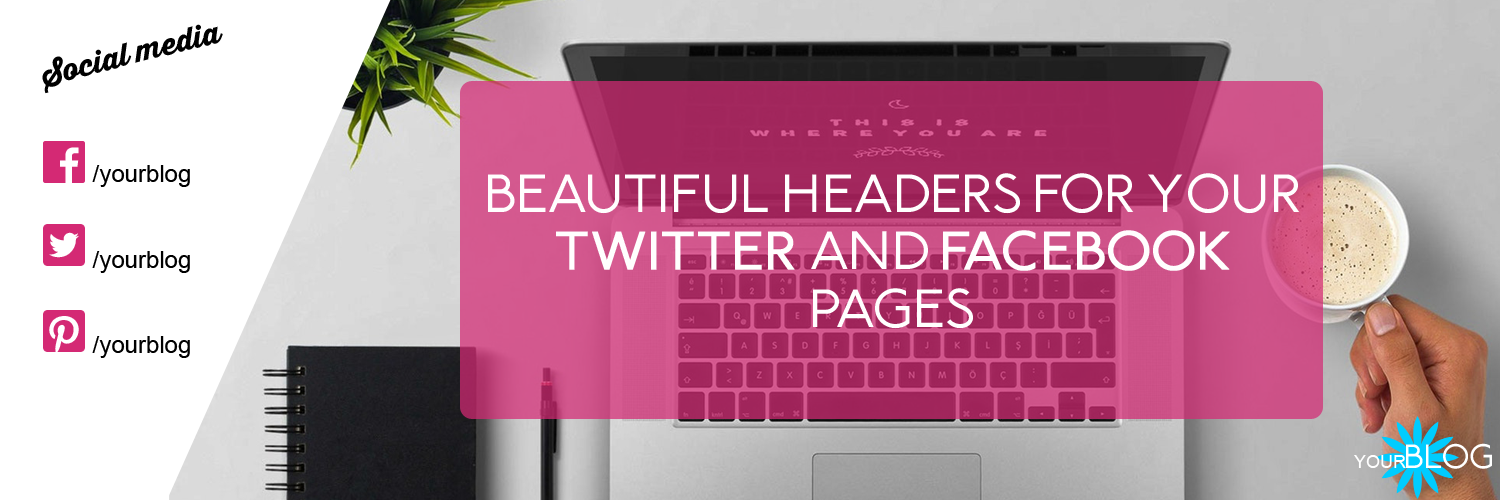 Social media
/yourblog
/yourblog
/yourblog
THIS IS
WHERE YOU ARE
BEAUTIFUL HEADERS FOR YOUR
TWITTER AND FACEBOOK
PAGES
YOURBLOG